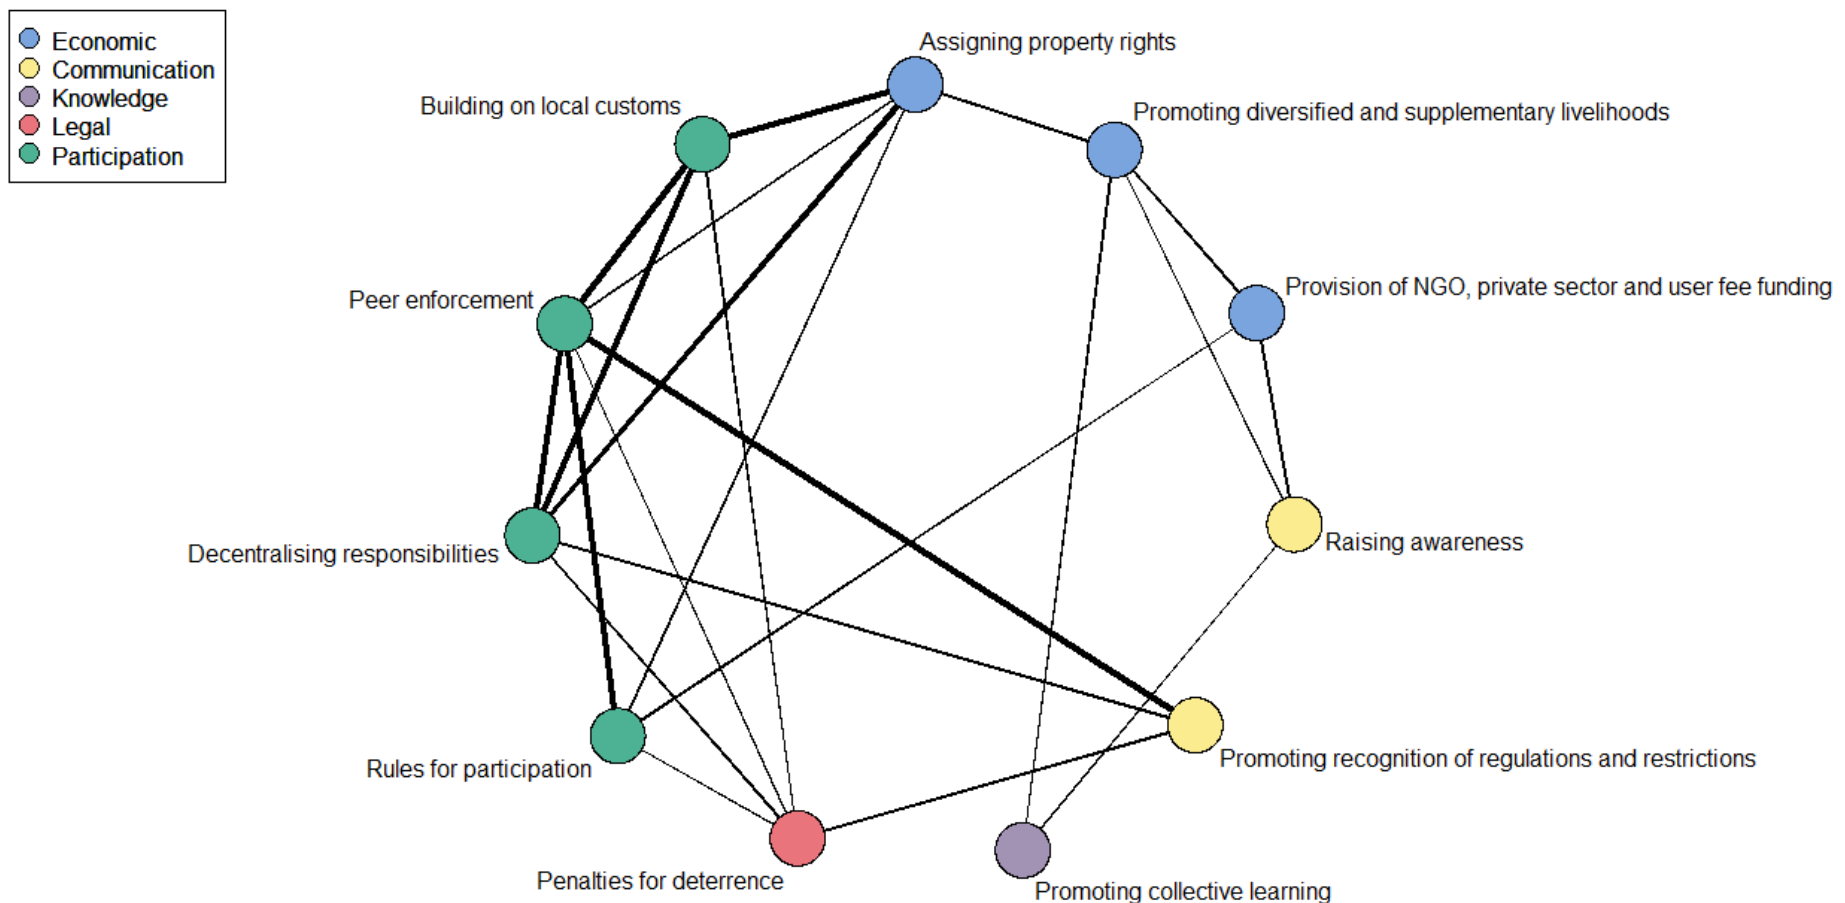 Economic
Communication
Knowledge
Legal
Participation
Assigning property rights
Building on local customs
Promoting diversified and supplementary livelihoods
Peer enforcement
Provision of NGO, private sector and user fee funding
Decentralising responsibilities
Raising awareness
Rules for participation
Promoting recognition of regulations and restrictions
Penalties for deterrence
Promoting collective learning